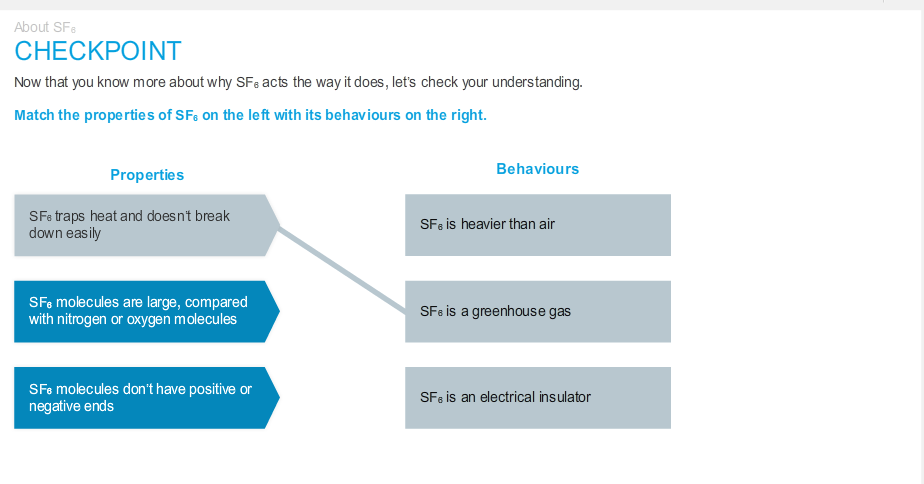 About SF₆
CHECKPOINT
Now that you know more about why SF₆ acts the way it does, let's check your understanding.
Match the properties of SF₆ on the left with its behaviours on the right.
Properties
SF₆ traps heat and doesn't break
down easily
SF₆ molecules are large, compared
with nitrogen or oxygen molecules
SF₆ molecules don't have positive or
negative ends
Behaviours
SF₆ is heavier than air
SF₆ is a greenhouse gas
SF₆ is an electrical insulator